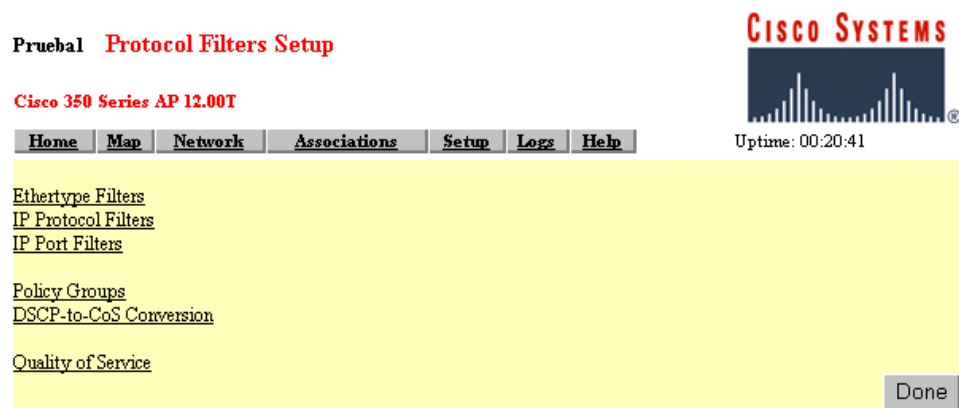 Prueba1 Protocol Filters Setup
CISCO SYSTEMS
Cisco 350 Series AP 12.00T
®
Home Map Network Associations Setup Logs Help
Uptime: 00:20:41
Ethertype Filters
IP Protocol Filters
IP Port Filters
Policy Groups
DSCP-to-CoS Conversion
Quality of Service
Done